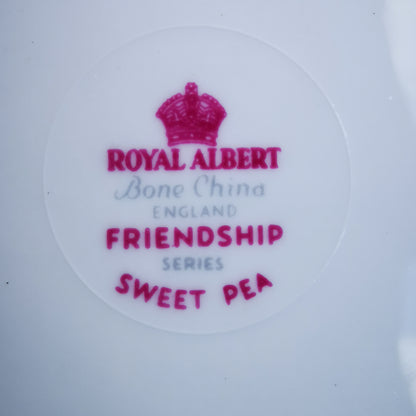 ROYAL ALBERT
Bone China
ENGLAND
FRIENDSHIP
SERIES
SWEET PEA